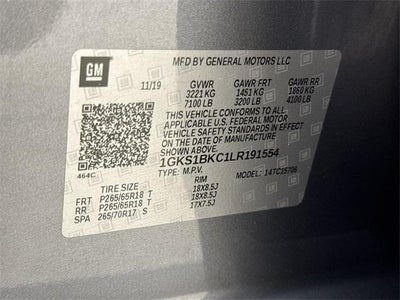 GM
MFD BY GENERAL MOTORS LLC
11/19 GVWR GAWR FRT GAWR RR
3221 KG 1451 KG 1860 KG
7100 LB 3200 LB 4100 LB
THIS VEHICLE CONFORMS TO ALL
APPLICABLE U.S. FEDERAL MOTOR
VEHICLE SAFETY STANDARDS IN
EFFECT ON THE DATE OF
MANUFACTURE SHOWN ABOVE.
1GKS1BKC1LR191554
464C TYPE: M.P.V. MODEL: 14TC15706
TIRE SIZE RIM
FRT P265/65R18 T 18X8.5J
RR P265/65R18 T 18X8.5J
SPA 265/70R17 S 17X7.5J